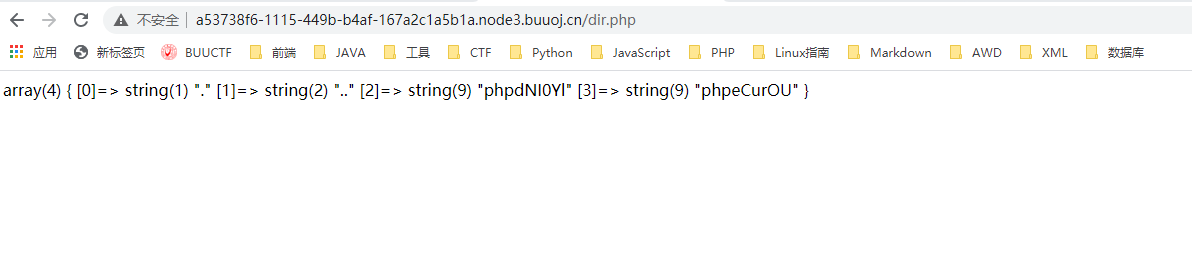 不安全 a53738f6-1115-449b-b4af-167a2c1a5b1a.node3.buuoj.cn/dir.php
应用 新标签页 BUUCTF 前端 JAVA 工具 CTF Python JavaScript PHP Linux指南 Markdown AWD XML 数据库
array(4) { [0]=> string(1) "." [1]=> string(2) ".." [2]=> string(9) "phpdNI0Yl" [3]=> string(9) "phpeCurOU" }